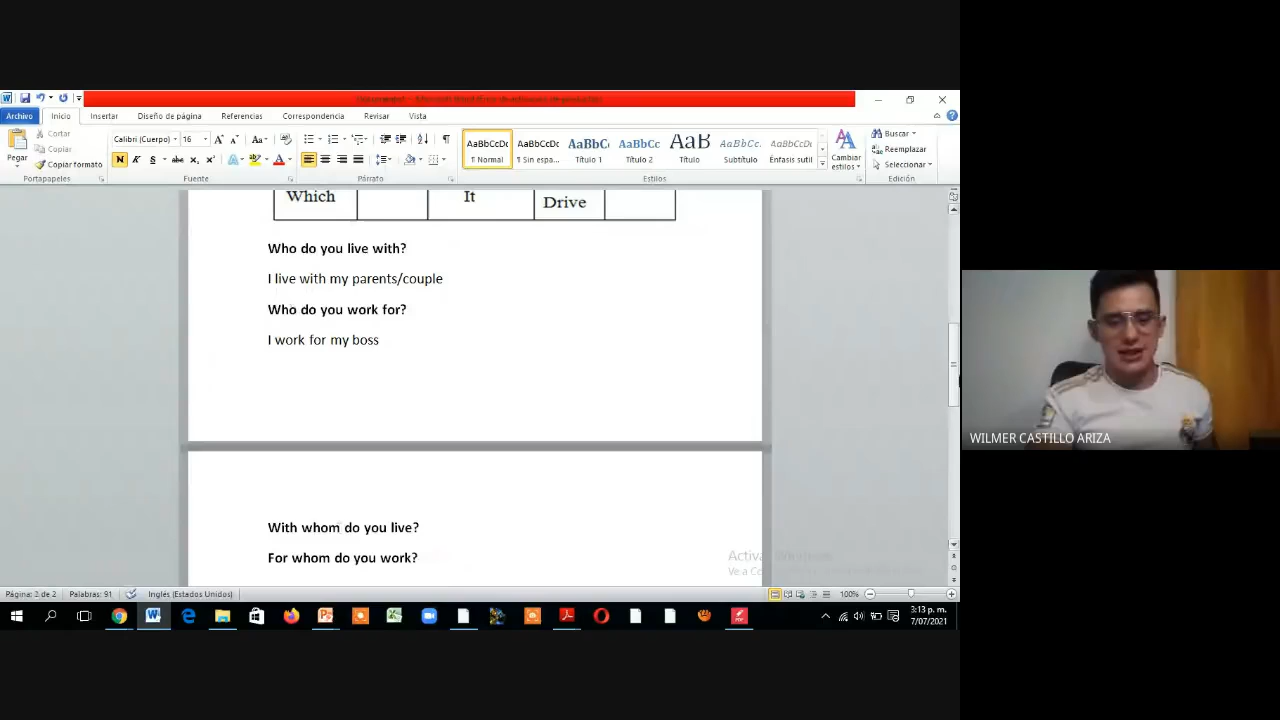 Archivo Inicio Insertar Diseño de página Referencias Correspondencia Revisar Vista
Pegar
Cortar
Copiar
Copiar formato
Portapapeles
Calibri (Cuerpo) 16
Fuente
Párrafo
AaBbCcDc AaBbCcDc AaBbC AaBbCc AaB AaBbCc. AaBbCcDc
¶ Normal ¶ Sin espa... Título 1 Título 2 Título Subtítulo Énfasis sutil
Estilos
Cambiar
estilos
Buscar
Reemplazar
Seleccionar
Edición
Which It Drive
Who do you live with?
I live with my parents/couple
Who do you work for?
I work for my boss
With whom do you live?
For whom do you work?
WILMER CASTILLO ARIZA
Página: 2 de 2 Palabras: 91 Inglés (Estados Unidos) 100%
3:13 p. m.
7/07/2021